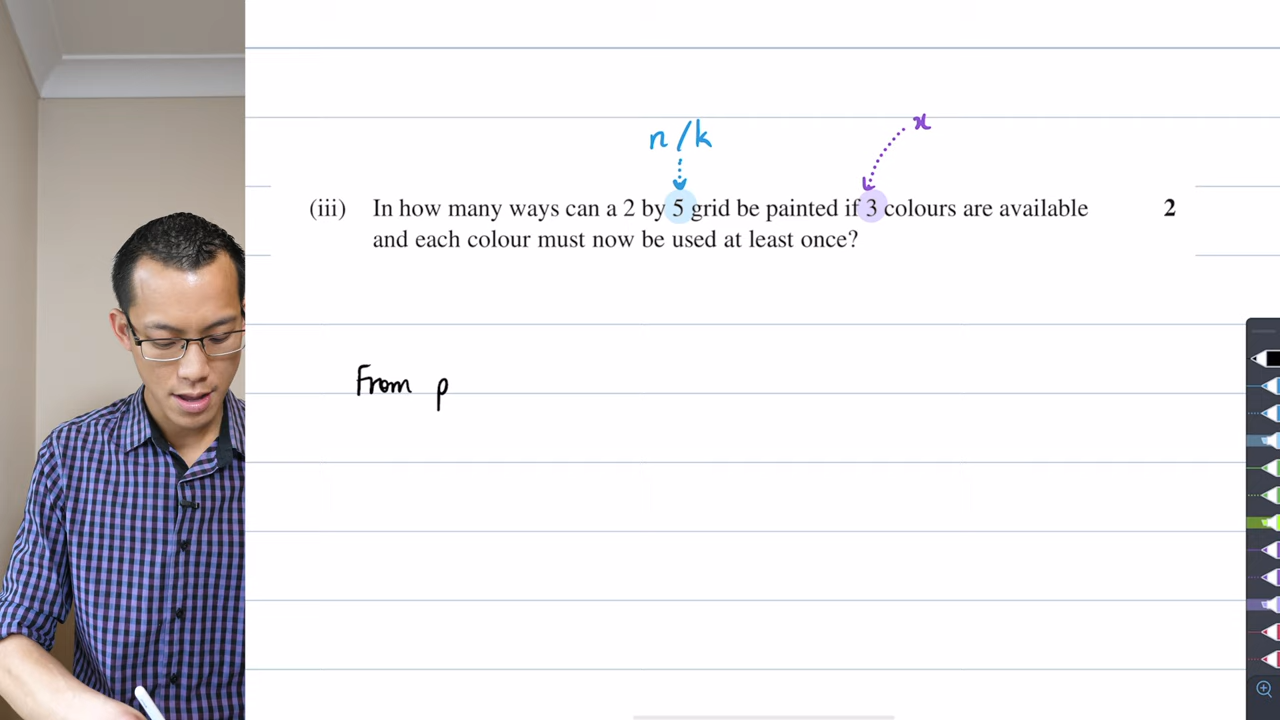 n/k
x
(iii) In how many ways can a 2 by 5 grid be painted if 3 colours are available 2
and each colour must now be used at least once?
From p